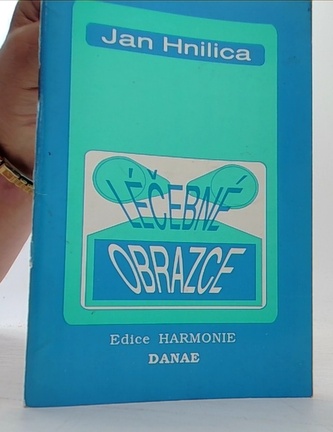 Jan Hnilica
LÉČEBNÉ
OBRAZCE
Edice HARMONIE
DANAE